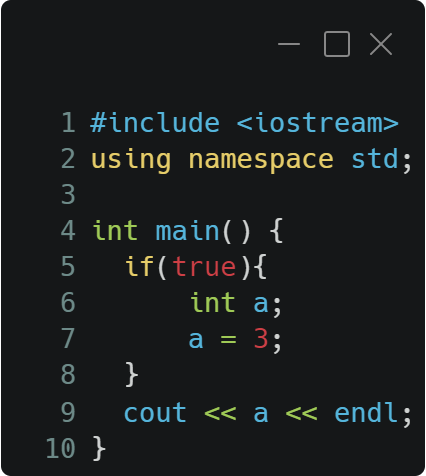 1 #include <iostream>
2 using namespace std;
3
4 int main() {
5   if(true){
6       int a;
7       a = 3;
8   }
9   cout << a << endl;
10 }